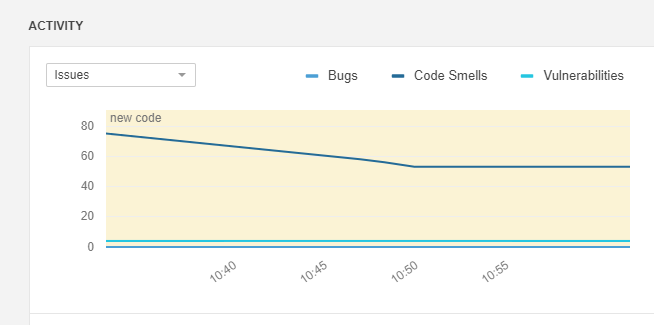 ACTIVITY
Issues
Bugs
Code Smells
Vulnerabilities
new code
80
60
40
20
0
10:40
10:45
10:50
10:55